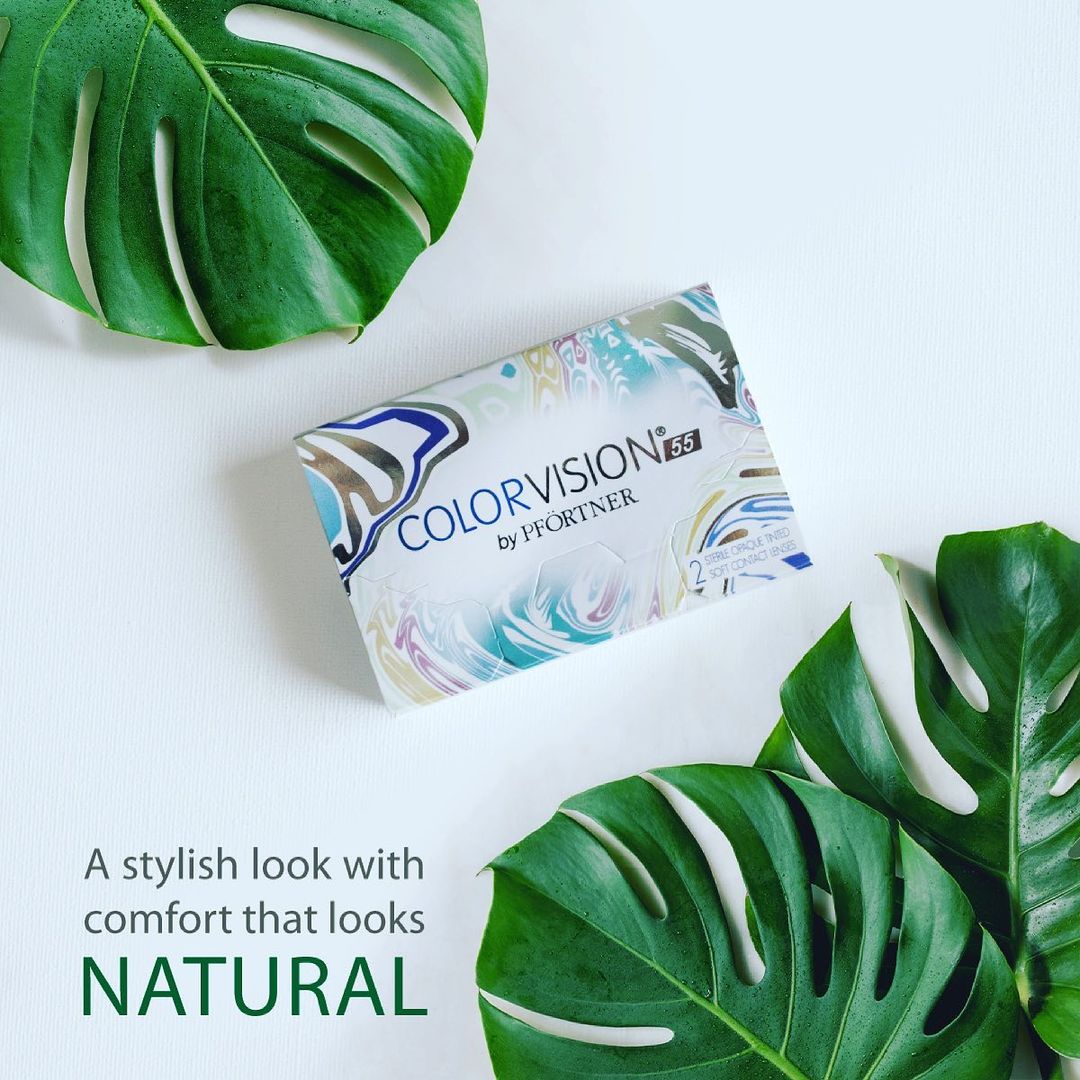 COLORVISION® 55
by PFÖRTNER
2 STERILE OPAQUE TINTED
SOFT CONTACT LENSES
A stylish look with
comfort that looks
NATURAL